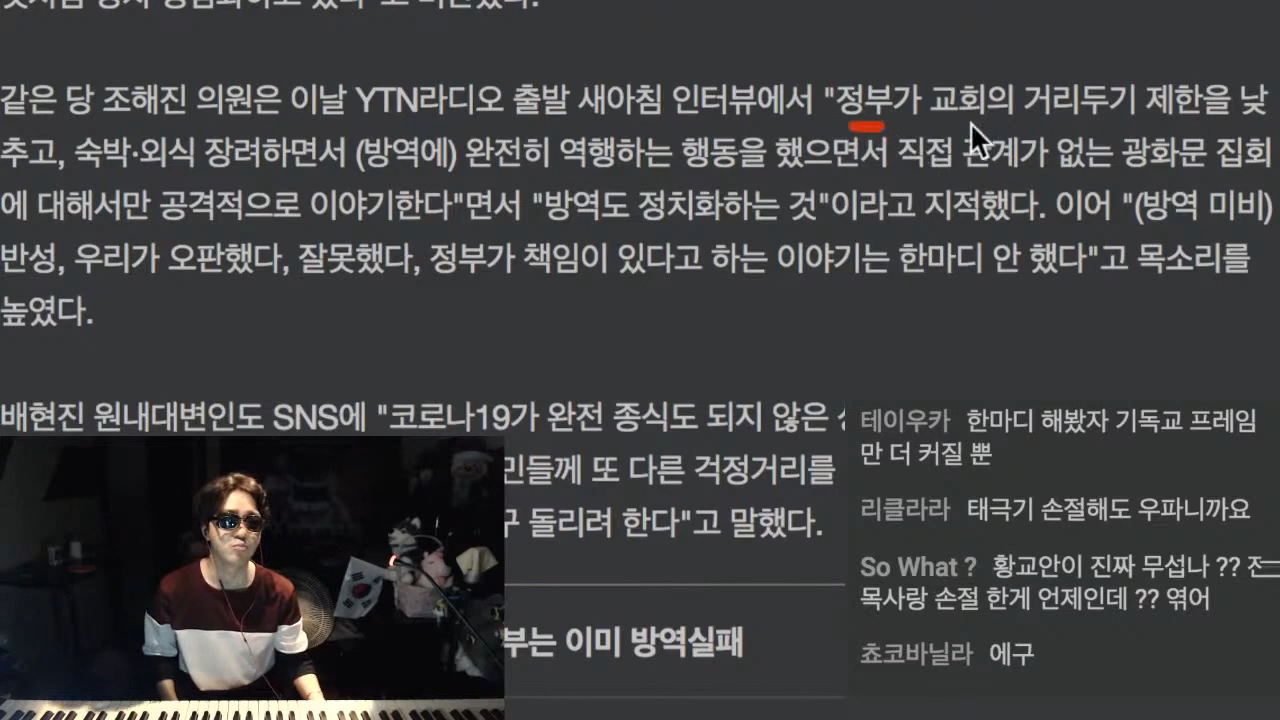 같은 당 조해진 의원은 이날 YTN라디오 출발 새아침 인터뷰에서 "정부가 교회의 거리두기 제한을 낮
추고, 숙박·외식 장려하면서 (방역에) 완전히 역행하는 행동을 했으면서 직접 관계가 없는 광화문 집회
에 대해서만 공격적으로 이야기한다"면서 "방역도 정치화하는 것"이라고 지적했다. 이어 "(방역 미비)
반성, 우리가 오판했다, 잘못했다, 정부가 책임이 있다고 하는 이야기는 한마디 안 했다"고 목소리를
높였다.
배현진 원내대변인도 SNS에 "코로나19가 완전 종식도 되지 않은
민들께 또 다른 걱정거리를
돌리려 한다"고 말했다.
부는 이미 방역실패
테이우카 한마디 해봤자 기독교 프레임
만 더 커질 뿐
리클라라 태극기 손절해도 우파니까요
So What ? 황교안이 진짜 무섭나 ?? 전
목사랑 손절 한게 언제인데 ?? 엮어
쵸코바닐라 에구